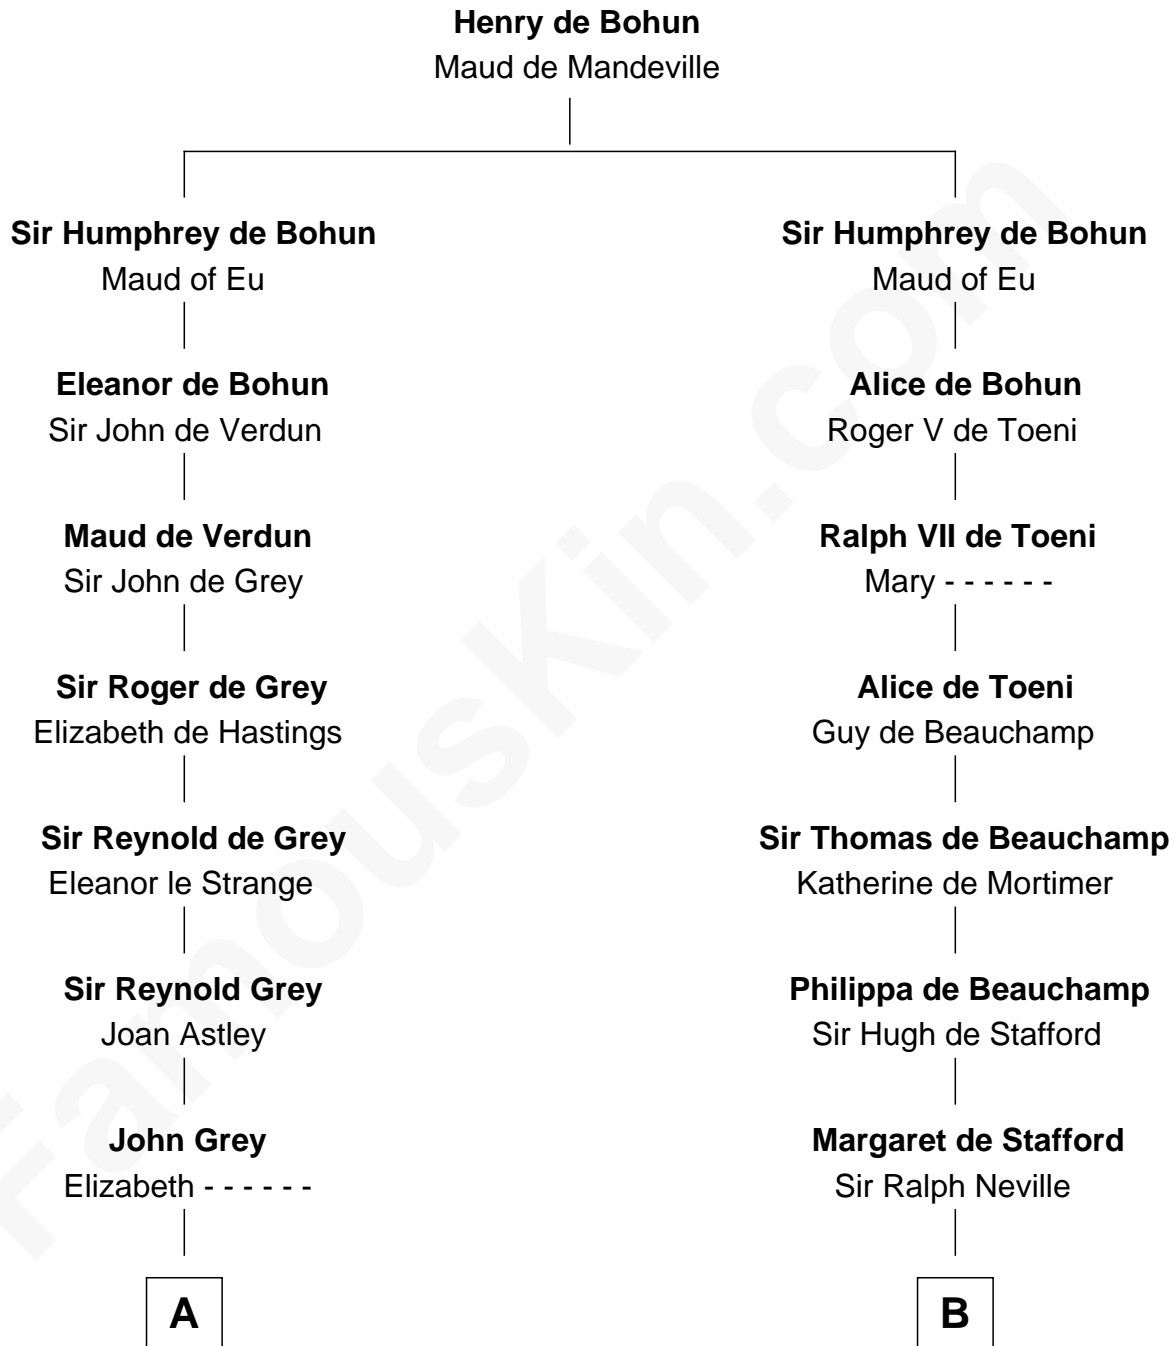 Henry de Bohun
Maud de Mandeville
Sir Humphrey de Bohun
Maud of Eu
Sir Humphrey de Bohun
Maud of Eu
Eleanor de Bohun
Sir John de Verdun
Alice de Bohun
Roger V de Toeni
Maud de Verdun
Sir John de Grey
Ralph VII de Toeni
Mary - - - - - -
Sir Roger de Grey
Elizabeth de Hastings
Alice de Toeni
Guy de Beauchamp
Sir Reynold de Grey
Eleanor le Strange
Sir Thomas de Beauchamp
Katherine de Mortimer
Sir Reynold Grey
Joan Astley
Philippa de Beauchamp
Sir Hugh de Stafford
John Grey
Elizabeth - - - - - -
Margaret de Stafford
Sir Ralph Neville
A
B
FamousKin.com